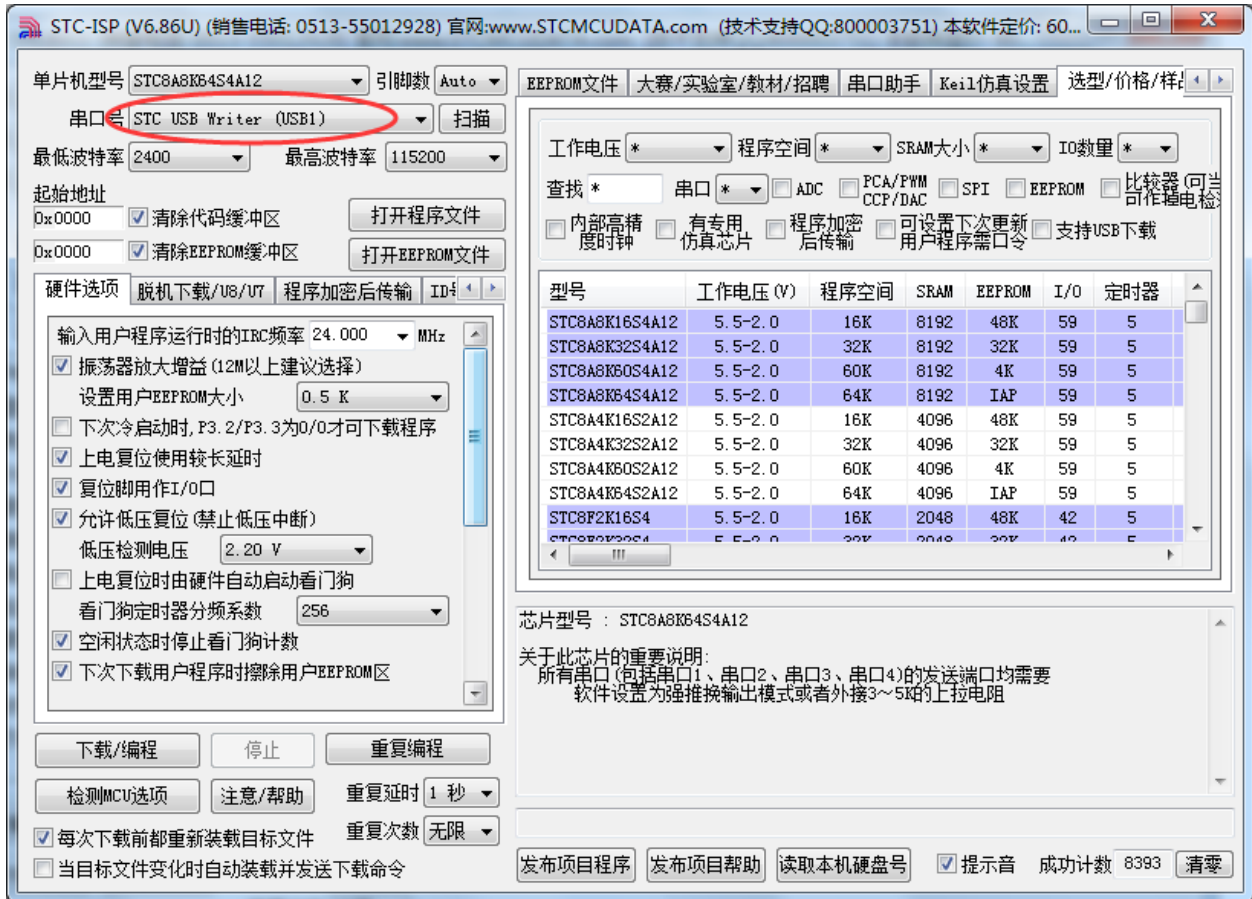 STC-ISP (V6.86U) (销售电话: 0513-55012928) 官网:www.STCMCUDATA.com (技术支持QQ:800003751) 本软件定价: 60...
单片机型号 STC8A8K64S4A12 引脚数 Auto
串口号 STC USB Writer (USB1) 扫描
最低波特率 2400 最高波特率 115200
起始地址
0x0000 清除代码缓冲区 打开程序文件
0x0000 清除EEPROM缓冲区 打开EEPROM文件
硬件选项 脱机下载/U8/U7 程序加密后传输
输入用户程序运行时的IRC频率 24.000 MHz
振荡器放大增益(12M以上建议选择)
设置用户EEPROM大小 0.5 K
下次冷启动时,P3.2/P3.3为0/0才可下载程序
上电复位使用较长延时
复位脚用作I/O口
允许低压复位(禁止低压中断)
低压检测电压 2.20 V
上电复位时由硬件自动启动看门狗
看门狗定时器分频系数 256
空闲状态时停止看门狗计数
下次下载用户程序时擦除用户EEPROM区
下载/编程 停止 重复编程
检测MCU选项 注意/帮助 重复延时 1 秒
每次下载前都重新装载目标文件 重复次数 无限
当目标文件变化时自动装载并发送下载命令
EEPROM文件 大赛/实验室/教材/招聘 串口助手 Keil仿真设置 选型/价格/样
工作电压 * 程序空间 * SRAM大小 * IO数量 *
查找 * 串口 * ADC PCA/PWM CCP/DAC SPI EEPROM 比较器(可当可作掉电检
内部高精度时钟 有专用仿真芯片 程序加密后传输 可设置下次更新用户程序需口令 支持USB下载
型号 工作电压(V) 程序空间 SRAM EEPROM I/O 定时器
STC8A8K16S4A12 5.5-2.0 16K 8192 48K 59 5
STC8A8K32S4A12 5.5-2.0 32K 8192 32K 59 5
STC8A8K60S4A12 5.5-2.0 60K 8192 4K 59 5
STC8A8K64S4A12 5.5-2.0 64K 8192 IAP 59 5
STC8A4K16S2A12 5.5-2.0 16K 4096 48K 59 5
STC8A4K32S2A12 5.5-2.0 32K 4096 32K 59 5
STC8A4K60S2A12 5.5-2.0 60K 4096 4K 59 5
STC8A4K64S2A12 5.5-2.0 64K 4096 IAP 59 5
STC8F2K16S4 5.5-2.0 16K 2048 48K 42 5
STC8F2K32S4 5.5-2.0 32K 2048 32K 42 5
芯片型号 : STC8A8K64S4A12
关于此芯片的重要说明:
所有串口(包括串口1、串口2、串口3、串口4)的发送端口均需要
软件设置为强推挽输出模式或者外接3~5K的上拉电阻
发布项目程序 发布项目帮助 读取本机硬盘号 提示音 成功计数 8393 清零